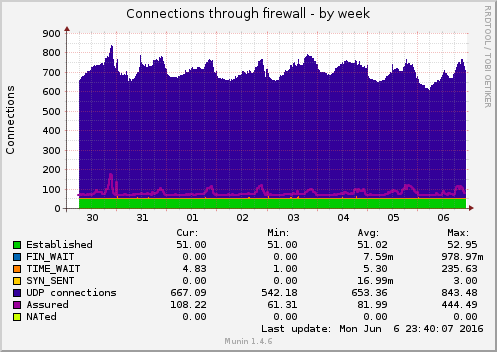 Connections through firewall - by week
RRDTOOL / TOBI OETIKER
Connections
900
800
700
600
500
400
300
200
100
0
30 31 01 02 03 04 05 06
Cur: Min: Avg: Max:
Established 51.00 51.00 51.02 52.95
FIN_WAIT 0.00 0.00 7.59m 978.97m
TIME_WAIT 4.83 1.00 5.30 235.63
SYN_SENT 0.00 0.00 16.99m 3.00
UDP connections 667.09 542.18 653.36 843.48
Assured 108.22 61.31 81.99 444.49
NATed 0.00 0.00 0.00 0.00
Last update: Mon Jun 6 23:40:07 2016
Munin 1.4.6